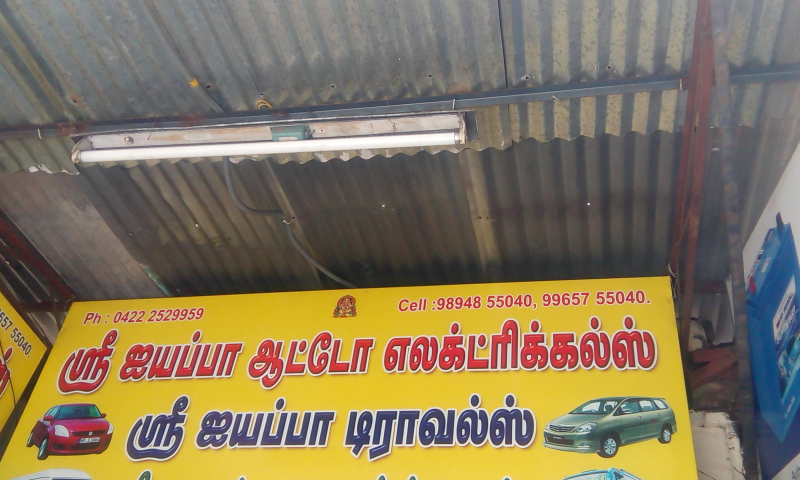 Ph : 0422 2529959
Cell :98948 55040, 99657 55040.
ஸ்ரீ ஐயப்பா ஆட்டோ எலக்ட்ரிக்கல்ஸ்
ஸ்ரீ ஐயப்பா டிராவல்ஸ்